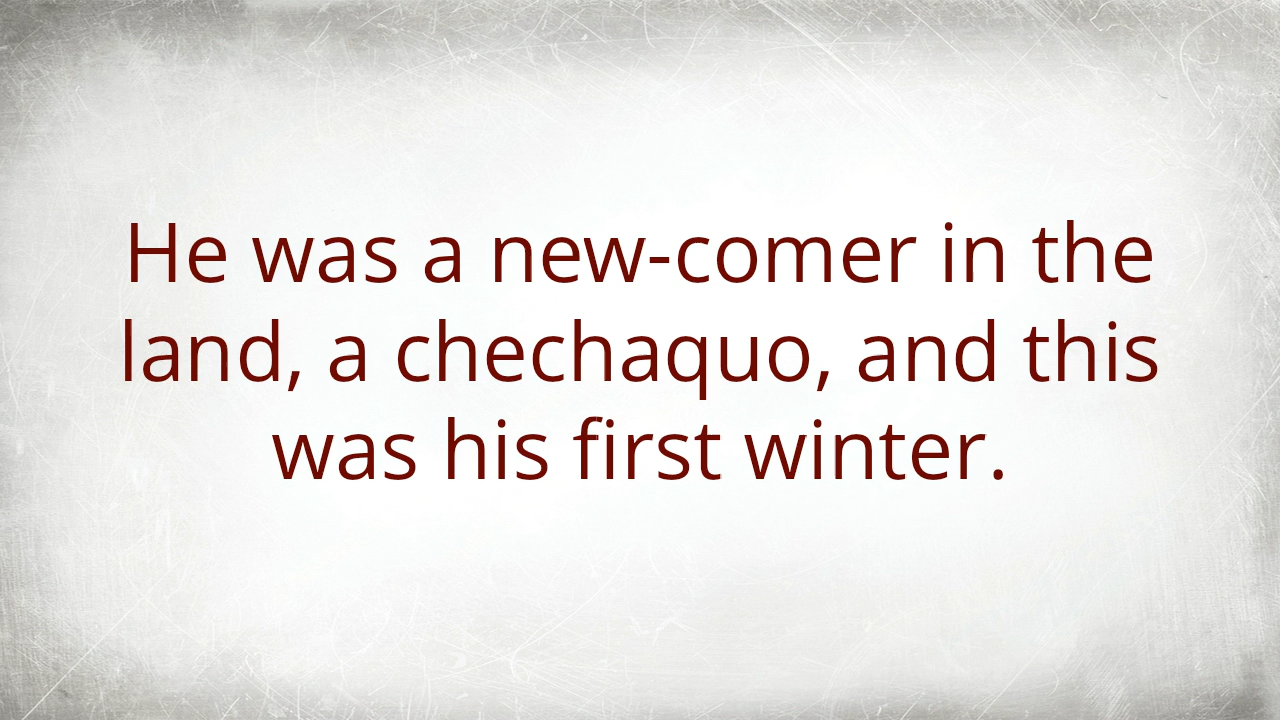 He was a new-comer in the
land, a chechaquo, and this
was his first winter.